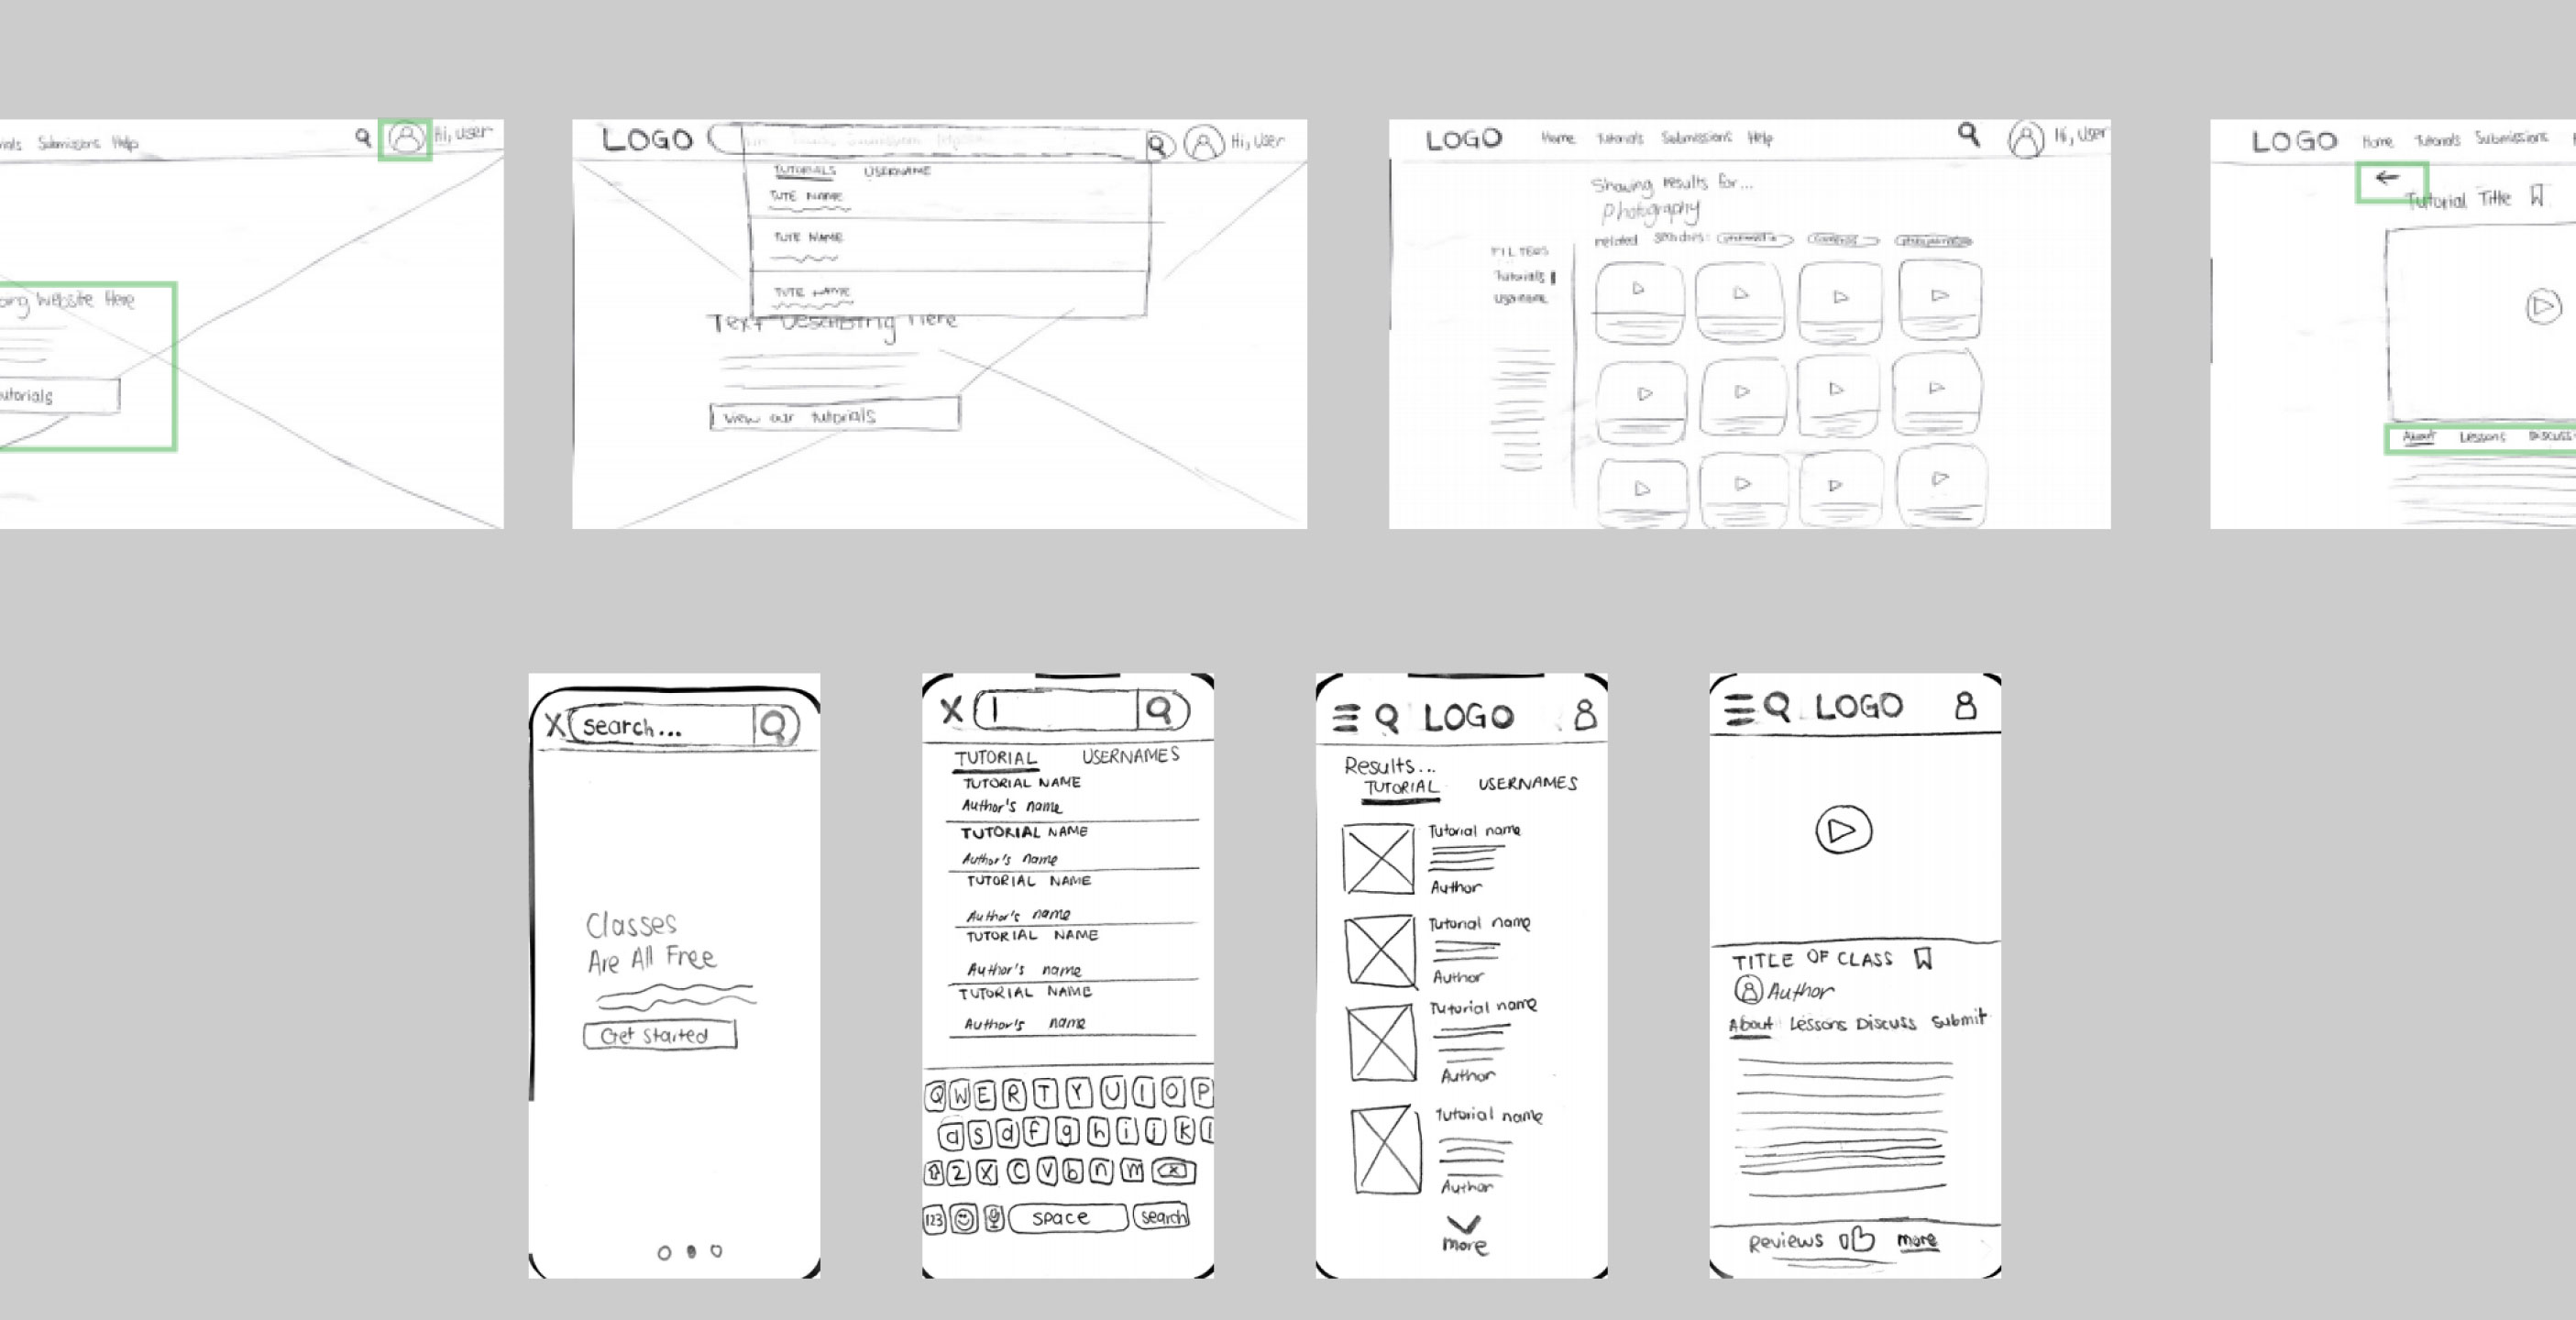 Submissions Help
Hi, user
ong Website Here
utorials
LOGO
Hi, User
TUTORIALS USERNAME
TUTE NAME
TUTE NAME
TUTE NAME
Text Describing Here
View our tutorials
LOGO Home Tutorials Submissions Help
Hi, User
Showing results for...
Photography
related searches:
FILTERS
Tutorials
Username
LOGO Home Tutorials Submissions
Tutorial Title
About Lessons Discuss
X search...
Classes
Are All Free
Get Started
X
TUTORIAL USERNAMES
TUTORIAL NAME
Author's name
TUTORIAL NAME
Author's name
TUTORIAL NAME
Author's name
TUTORIAL NAME
Author's name
TUTORIAL NAME
Author's name
Q W E R T Y U I O P
a s d f g h i j k l
z x c v b n m
123 space search
LOGO
Results...
TUTORIAL USERNAMES
Tutorial name
Author
Tutorial name
Author
Tutorial name
Author
Tutorial name
Author
more
LOGO
TITLE OF CLASS
Author
About Lessons Discuss Submit
Reviews more